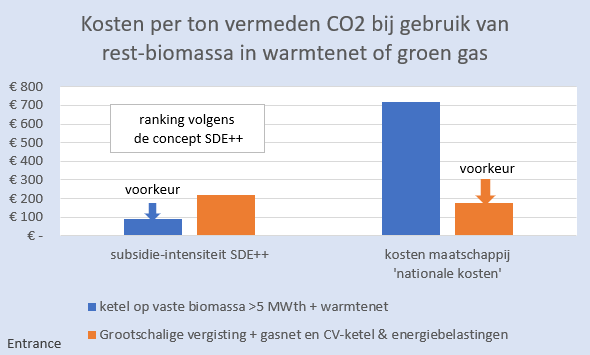 Kosten per ton vermeden CO2 bij gebruik van
rest-biomassa in warmtenet of groen gas
€ 800
€ 700
€ 600
€ 500
€ 400
€ 300
€ 200
€ 100
€ -
ranking volgens
de concept SDE++
voorkeur
voorkeur
subsidie-intensiteit SDE++
kosten maatschappij
'nationale kosten'
ketel op vaste biomassa >5 MWth + warmtenet
Grootschalige vergisting + gasnet en CV-ketel & energiebelastingen
Entrance